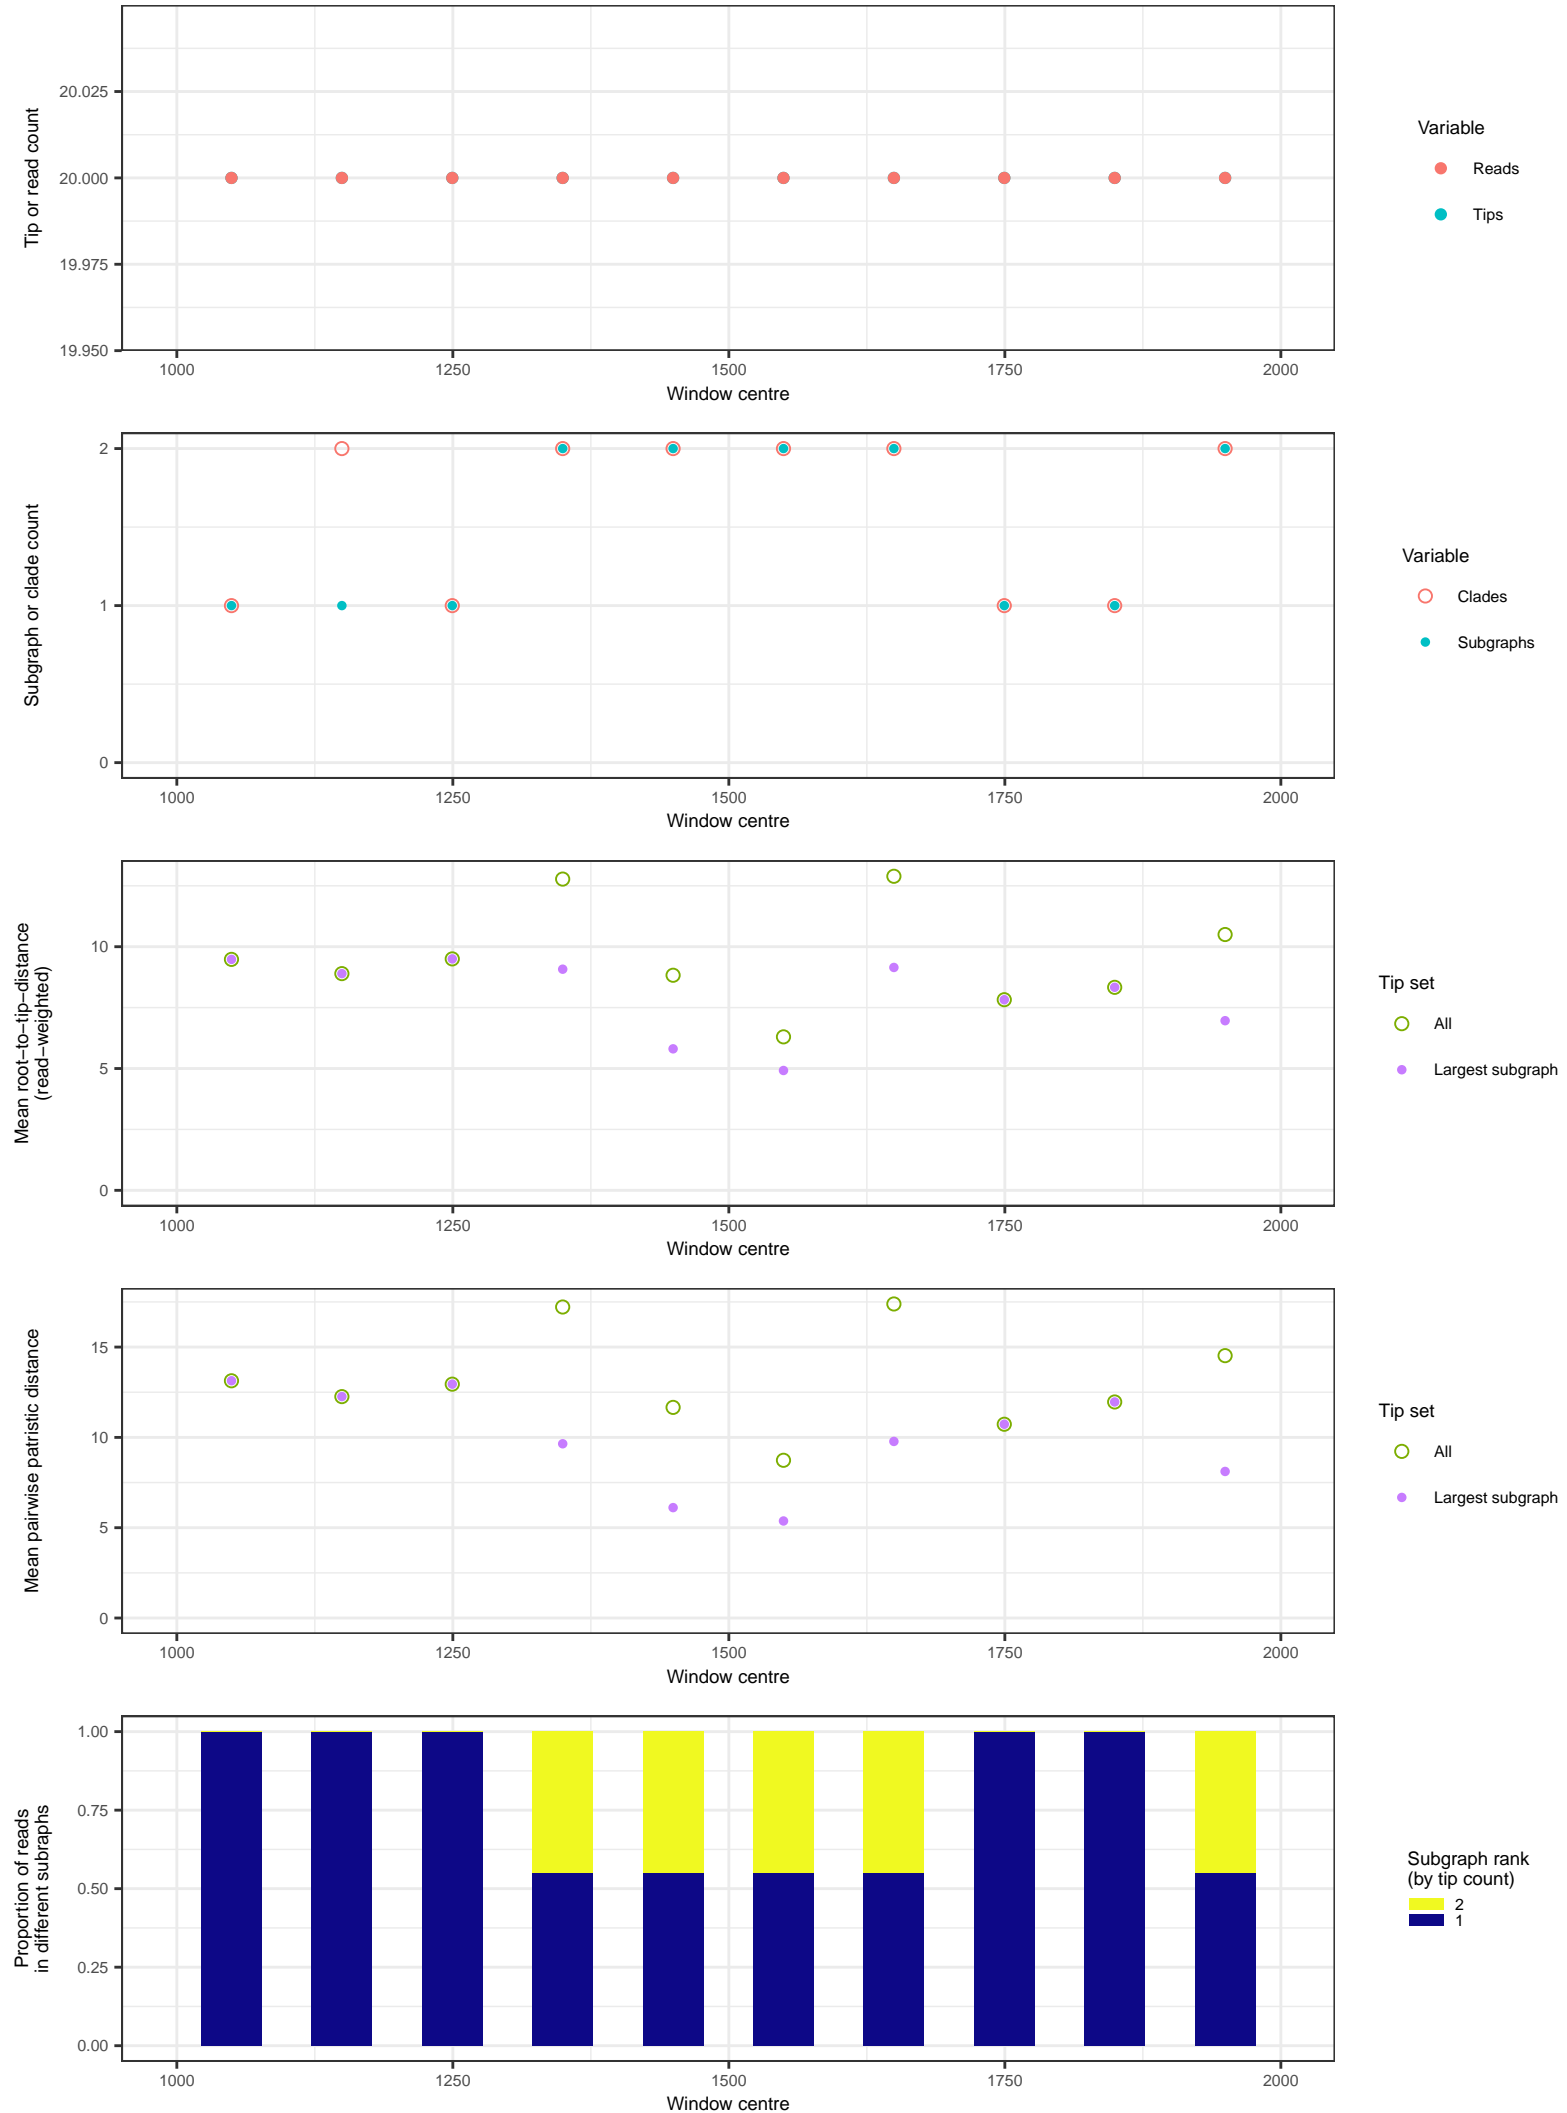 Tip or read count
20.025
20.000
19.975
19.950
1000 1250 1500 1750 2000
Window centre
Variable
Reads
Tips
Subgraph or clade count
2
1
0
1000 1250 1500 1750 2000
Window centre
Variable
Clades
Subgraphs
Mean root−to−tip−distance
(read−weighted)
10
5
0
1000 1250 1500 1750 2000
Window centre
Tip set
All
Largest subgraph
Mean pairwise patristic distance
15
10
5
0
1000 1250 1500 1750 2000
Window centre
Tip set
All
Largest subgraph
Proportion of reads
in different subraphs
1.00
0.75
0.50
0.25
0.00
1000 1250 1500 1750 2000
Window centre
Subgraph rank
(by tip count)
2
1